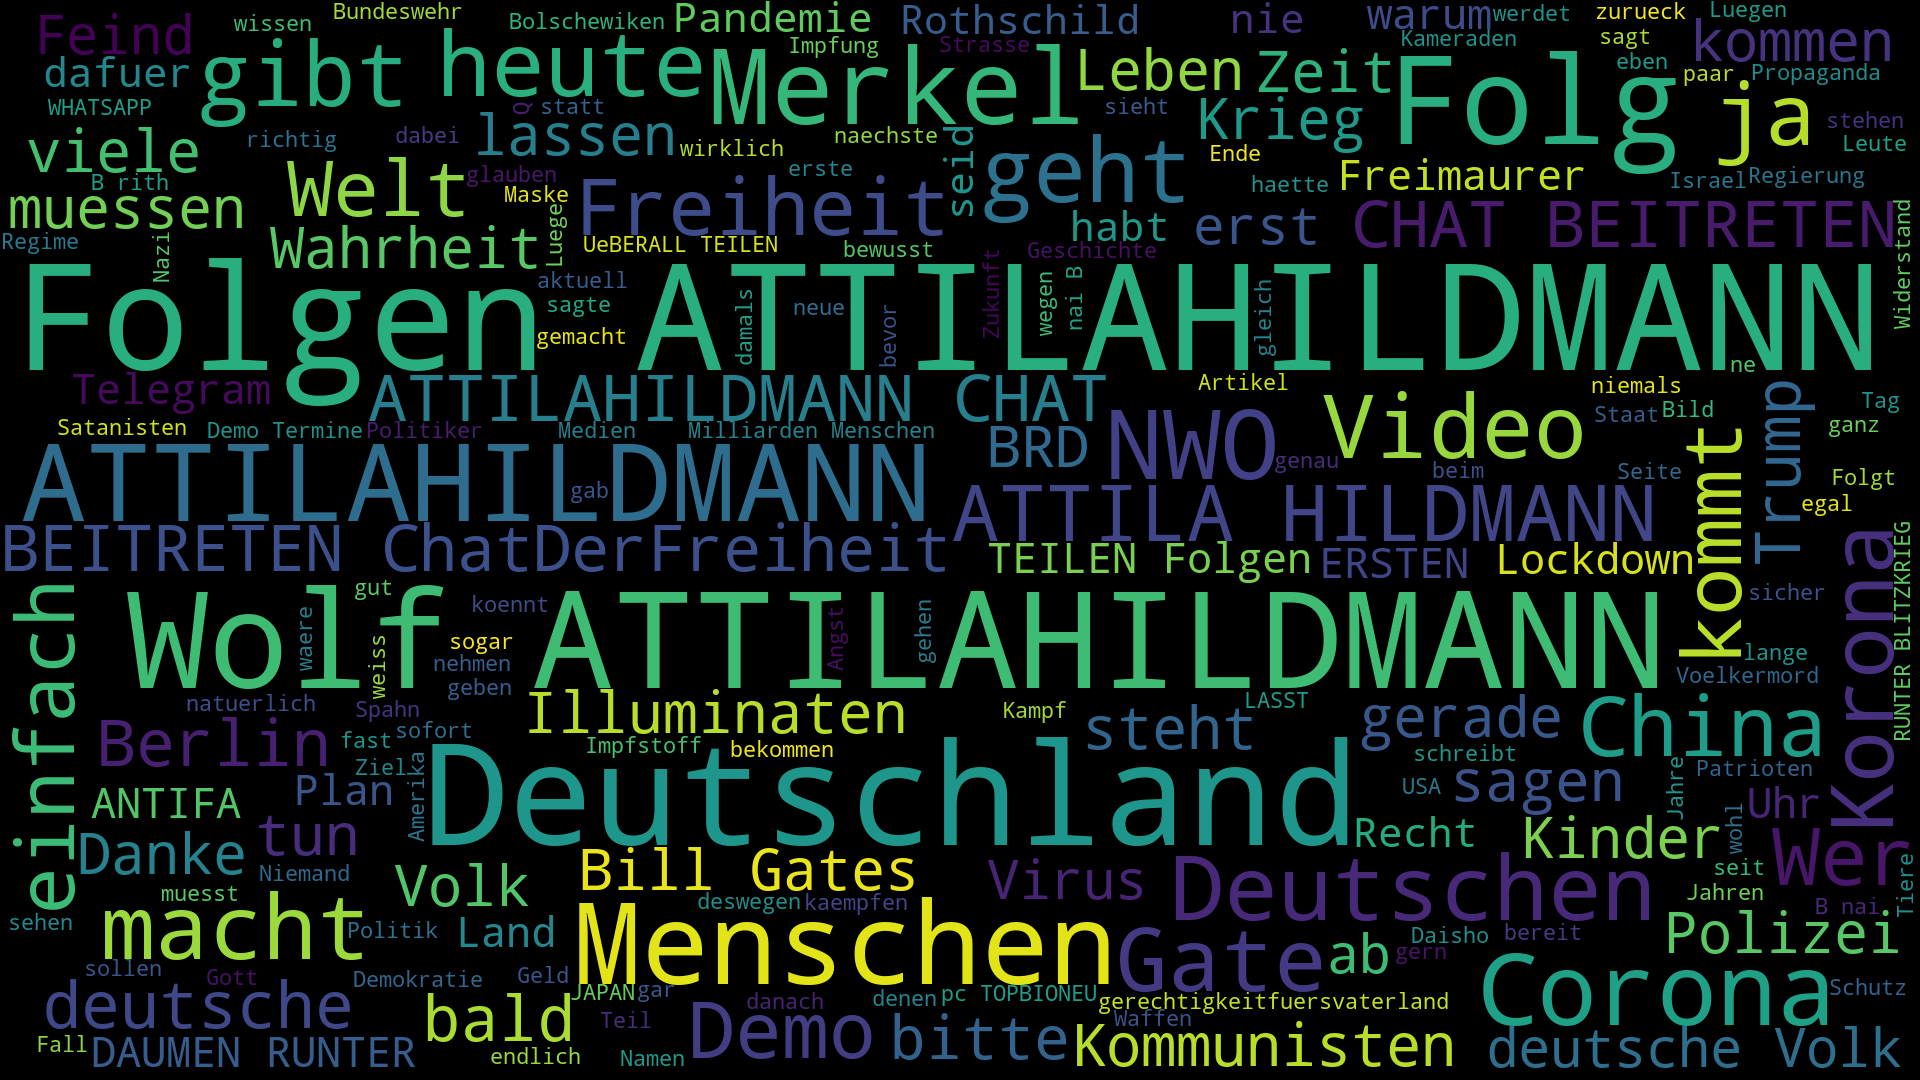 Feind
wissen
Bundeswehr
Bolschewiken
Pandemie
Rothschild
nie
warum
werdet
zurueck
Luegen
dafuer
gibt
heute
Merkel
Impfung
Strasse
Leben
Zeit
Kameraden
Folg
sagt
eben
kommen
WHATSAPP
Q
statt
sieht
Krieg
paar
Propaganda
ja
viele
richtig
dabei
lassen
wirklich
naechste
seid
geht
Ende
stehen
Leute
B rith
Welt
glauben
Maske
Freiheit
erste
haette
Freimaurer
Israel
Regierung
muessen
Luege
habt
erst
CHAT BEITRETEN
Regime
Nazi
Wahrheit
UeBERALL TEILEN
bewusst
Geschichte
Widerstand
Folgen ATTILAHILDMANN
aktuell
sagte
gemacht
damals
neue
bevor
Zukunft
wegen
nai B
gleich
ne
Telegram
ATTILAHILDMANN CHAT
Artikel
Video
niemals
Trump
Tag
Satanisten
Demo Termine
Politiker
Medien
Milliarden Menschen
BRD
NWO
Staat
Bild
ganz
ATTILAHILDMANN
gab
genau
beim
Seite
kommt
Folgt
egal
ATTILA HILDMANN
BEITRETEN ChatDerFreiheit
TEILEN Folgen
ERSTEN
Lockdown
Korona
RUNTER BLITZKRIEG
einfach
Wolf ATTILAHILDMANN
gut
waere
weiss
koennt
sogar
nehmen
geben
Angst
gehen
sicher
lange
Voelkermord
natuerlich
Spahn
Illuminaten
Kampf
LASST
steht
gerade
China
Berlin
fast
sofort
Impfstoff
bekommen
Ziel
Amerika
Deutschland
schreibt
Patrioten
ANTIFA
Plan
USA
sagen
Jahre
Uhr
Danke
tun
Recht
Kinder
wohl
Wer
Niemand
Volk
Bill Gates
Virus
Deutschen
seit
Jahren
Tiere
muesst
sehen
macht
deswegen
kaempfen
B nai
Politik
Land
Menschen
Gate
ab
gern
Daisho
bereit
Polizei
sollen
Gott
Demokratie
Geld
JAPAN
gar
danach
denen
pc TOPBIONEU
gerechtigkeitfuersvaterland
Corona
Schutz
deutsche
bald
Teil
Demo
bitte
Waffen
Fall
DAUMEN RUNTER
endlich
Namen
Kommunisten
deutsche Volk